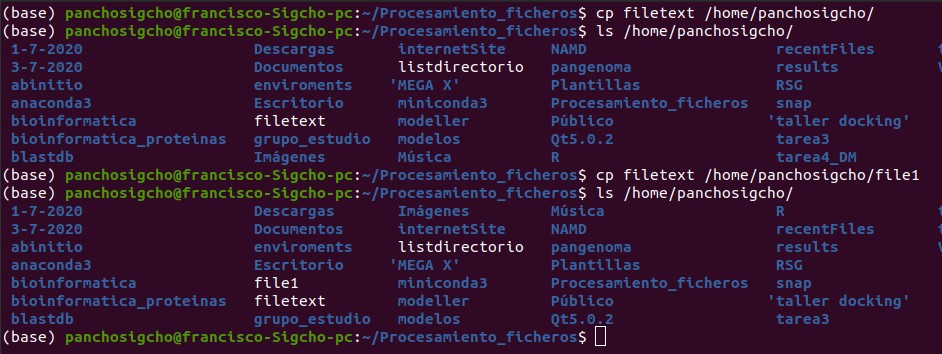 (base) panchosigcho@francisco-Sigcho-pc:~/Procesamiento_ficheros$ cp filetext /home/panchosigcho/
(base) panchosigcho@francisco-Sigcho-pc:~/Procesamiento_ficheros$ ls /home/panchosigcho/
1-7-2020 Descargas internetSite NAMD recentFiles
3-7-2020 Documentos listdirectorio pangenoma results
abinitio enviroments 'MEGA X' Plantillas RSG
anaconda3 Escritorio miniconda3 Procesamiento_ficheros snap
bioinformatica filetext modeller Público 'taller docking'
bioinformatica_proteinas grupo_estudio modelos Qt5.0.2 tarea3
blastdb Imágenes Música R tarea4_DM
(base) panchosigcho@francisco-Sigcho-pc:~/Procesamiento_ficheros$ cp filetext /home/panchosigcho/file1
(base) panchosigcho@francisco-Sigcho-pc:~/Procesamiento_ficheros$ ls /home/panchosigcho/
1-7-2020 Descargas Imágenes Música R
3-7-2020 Documentos internetSite NAMD recentFiles
abinitio enviroments listdirectorio pangenoma results
anaconda3 Escritorio 'MEGA X' Plantillas RSG
bioinformatica file1 miniconda3 Procesamiento_ficheros snap
bioinformatica_proteinas filetext modeller Público 'taller docking'
blastdb grupo_estudio modelos Qt5.0.2 tarea3
(base) panchosigcho@francisco-Sigcho-pc:~/Procesamiento_ficheros$